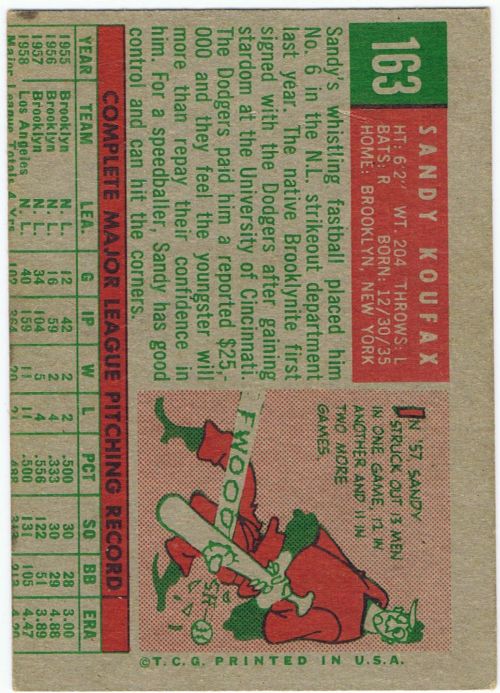 163
SANDY KOUFAX
HT: 6'2" WT. 204 THROWS: L
BATS: R BORN: 12/30/35
HOME: BROOKLYN, NEW YORK
Sandy's whistling fastball placed him
No. 6 in the N.L. strikeout department
last year. The native Brooklynite first
signed with the Dodgers after gaining
stardom at the University of Cincinnati.
The Dodgers paid him a reported $25,-
000 and they feel the youngster will
more than repay their confidence in
him. For a speedballer, Sandy has good
control and can hit the corners.
IN '57 SANDY
STRUCK OUT 13 MEN
IN ONE GAME, 12 IN
ANOTHER AND 11 IN
TWO MORE
GAMES.
FWOOO
COMPLETE MAJOR LEAGUE PITCHING RECORD
YEAR TEAM LEA. G IP W L PCT SO BB ERA
1955 Brooklyn N. L. 12 42 2 2 .500 30 28 3.00
1956 Brooklyn N. L. 16 59 2 4 .333 30 29 4.88
1957 Brooklyn N. L. 34 104 5 4 .556 122 51 3.89
1958 Los Angeles N. L. 40 159 11 11 .500 131 105 4.47
Major League Totals 4 Yrs.
©T.C.G. PRINTED IN U.S.A.